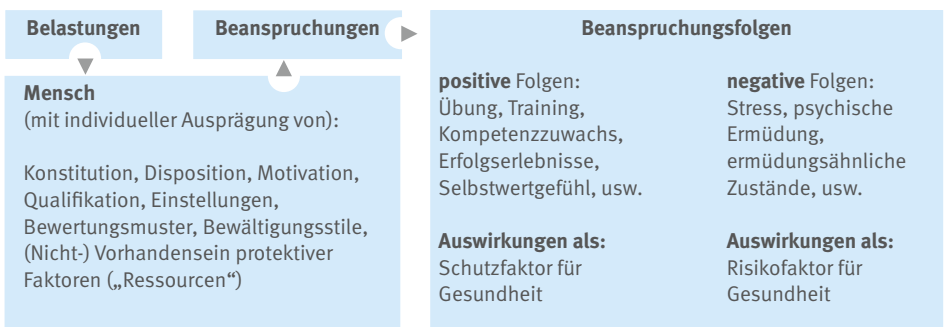 Belastungen
Beanspruchungen
Mensch
(mit individueller Ausprägung von):
Konstitution, Disposition, Motivation,
Qualifikation, Einstellungen,
Bewertungsmuster, Bewältigungsstile,
(Nicht-) Vorhandensein protektiver
Faktoren („Ressourcen“)
Beanspruchungsfolgen
positive Folgen:
Übung, Training,
Kompetenzzuwachs,
Erfolgserlebnisse,
Selbstwertgefühl, usw.
Auswirkungen als:
Schutzfaktor für
Gesundheit
negative Folgen:
Stress, psychische
Ermüdung,
ermüdungsähnliche
Zustände, usw.
Auswirkungen als:
Risikofaktor für
Gesundheit